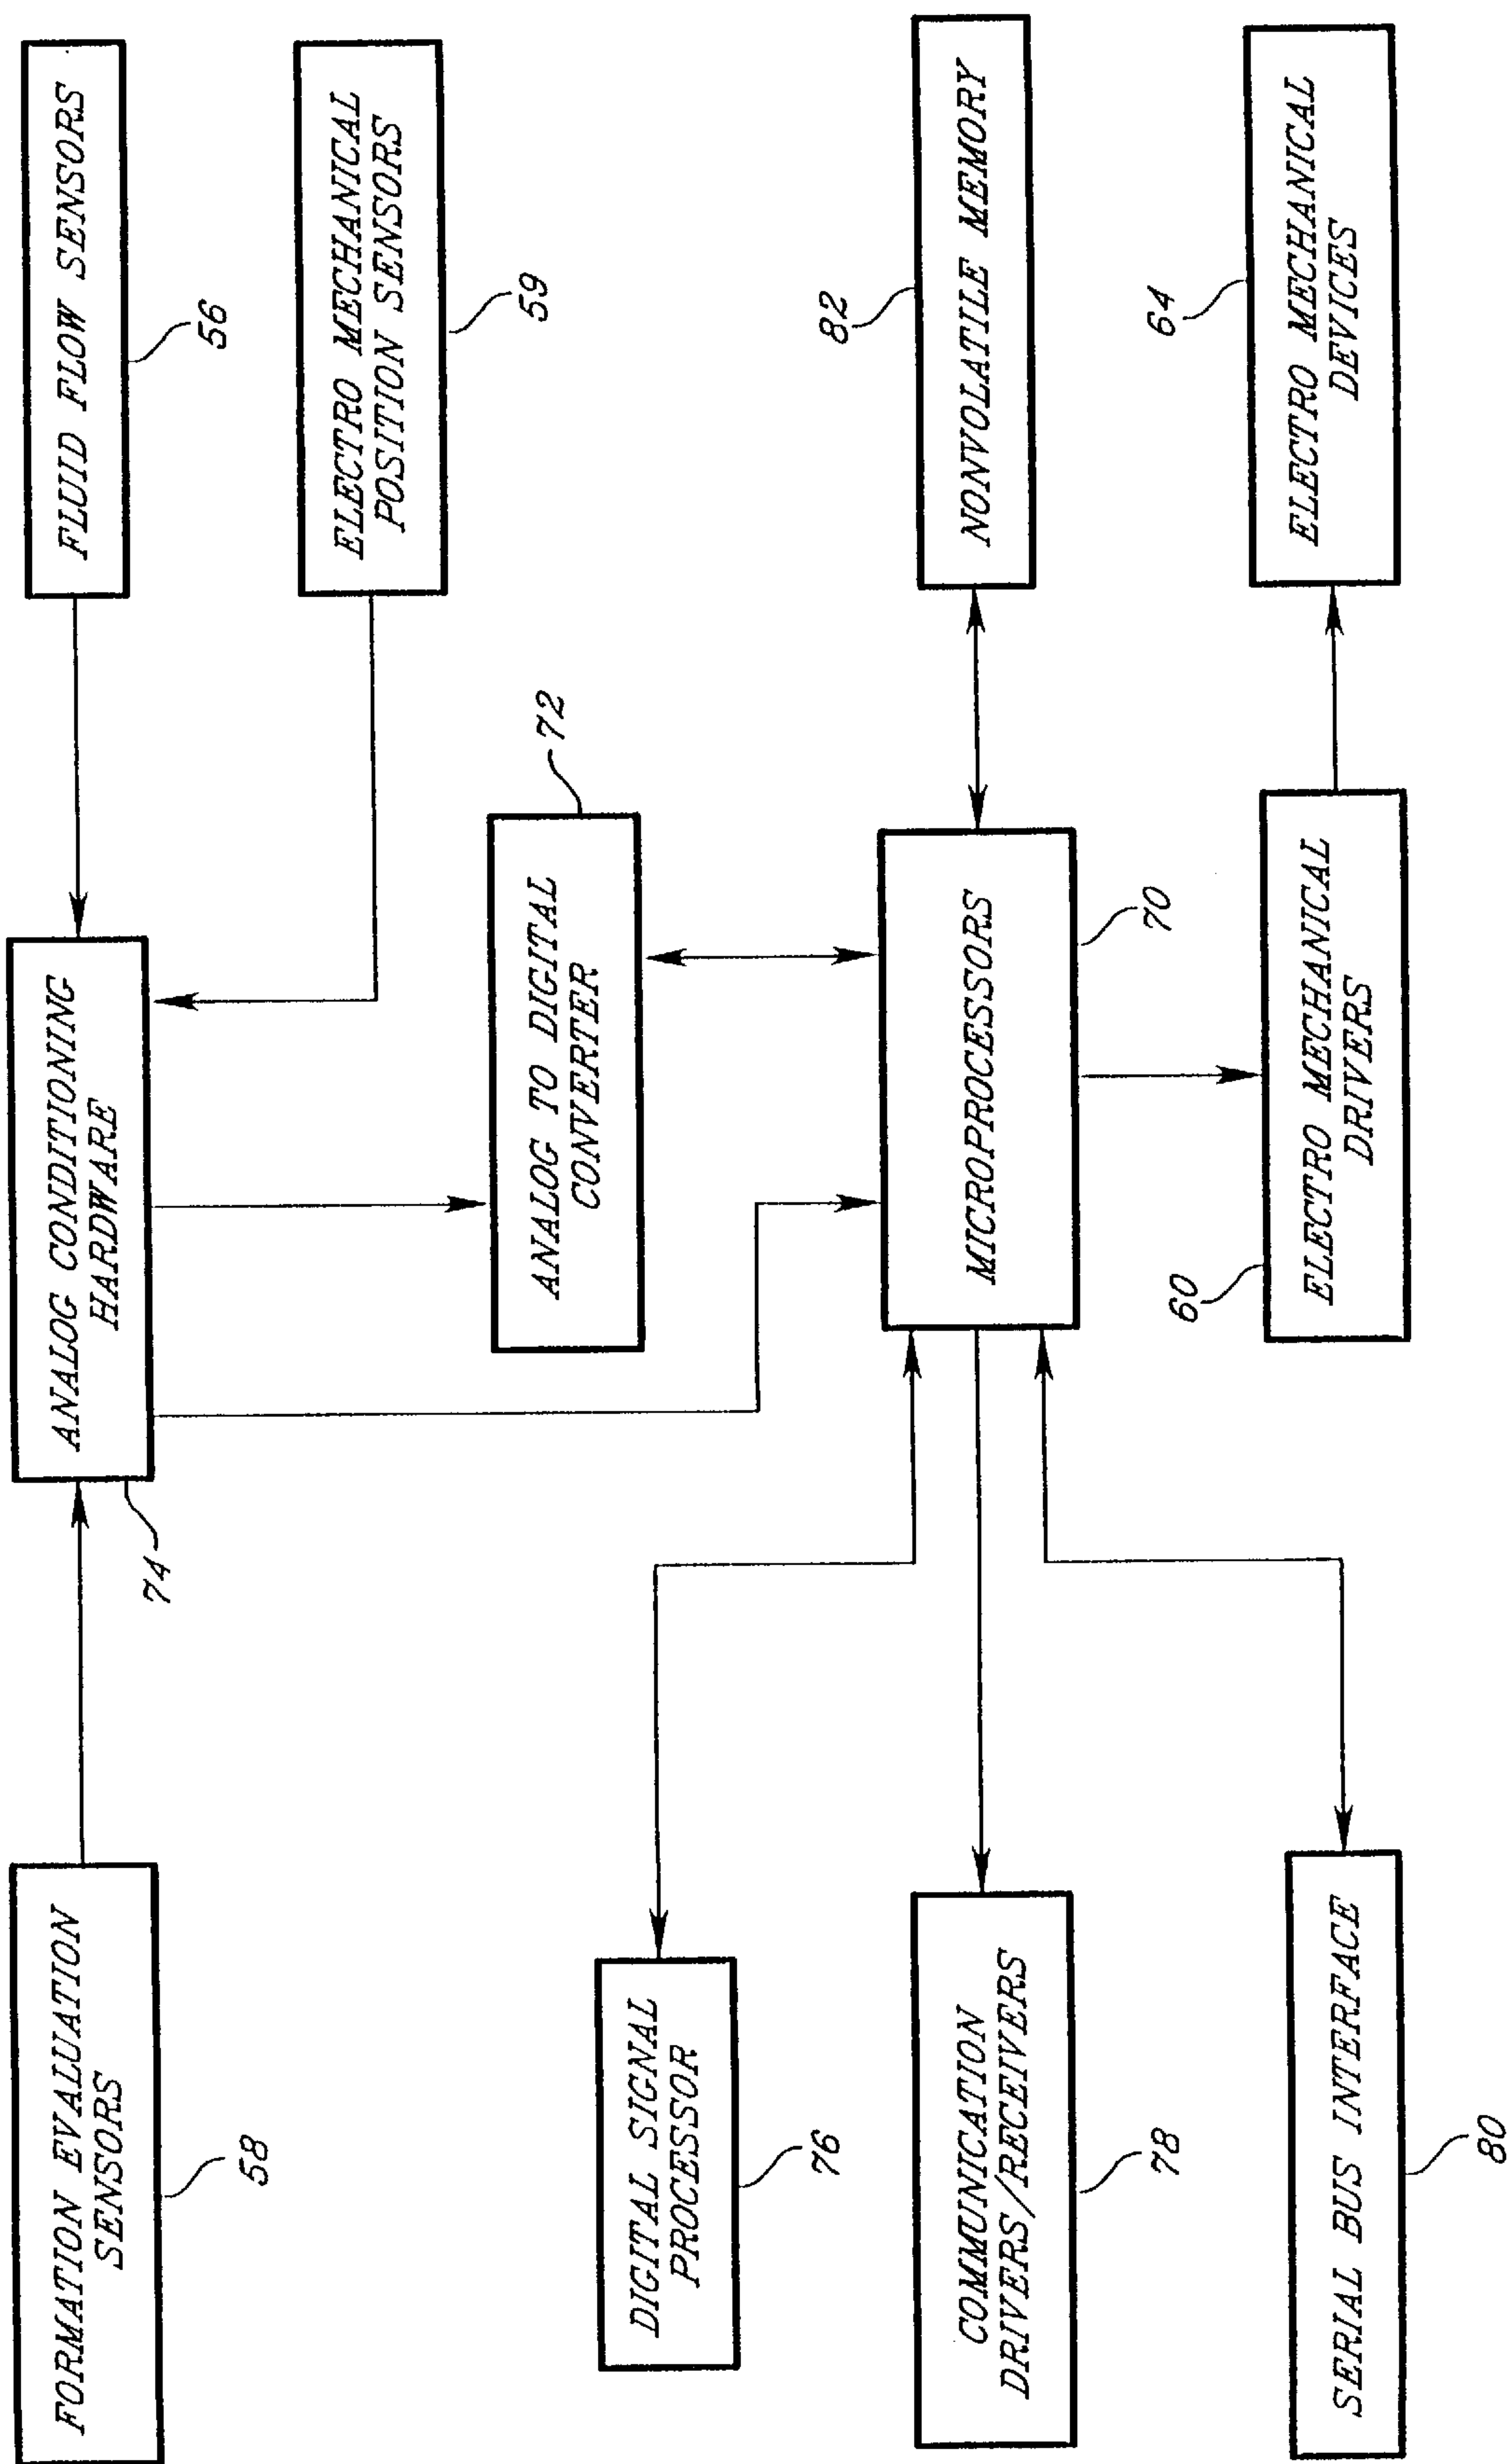 FORMATION EVALUATION
SENSORS
58
ANALOG CONDITIONING
HARDWARE
74
FLUID FLOW SENSORS
56
ELECTRO MECHANICAL
POSITION SENSORS
59
ANALOG TO DIGITAL
CONVERTER
72
DIGITAL SIGNAL
PROCESSOR
76
COMMUNICATION
DRIVERS/RECEIVERS
78
MICROPROCESSORS
70
NONVOLATILE MEMORY
82
SERIAL BUS INTERFACE
80
ELECTRO MECHANICAL
DRIVERS
60
ELECTRO MECHANICAL
DEVICES
64